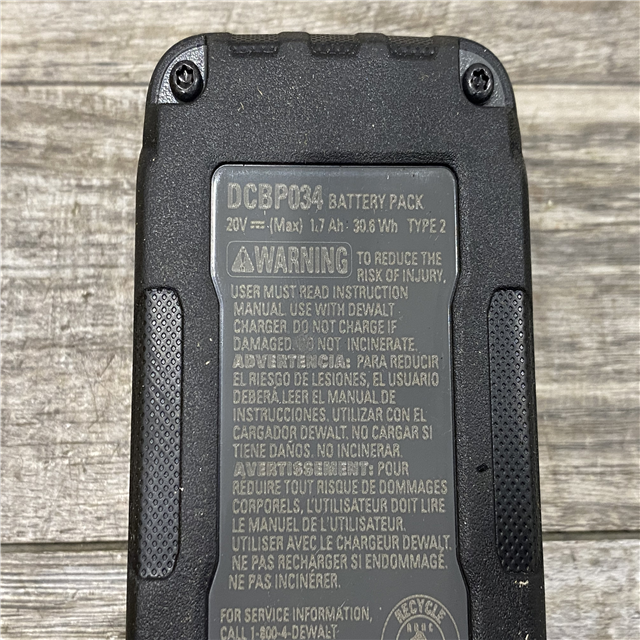 DCBP034 BATTERY PACK
20V ⎓ (Max) 1.7 Ah 30.6 Wh TYPE 2
⚠WARNING TO REDUCE THE
RISK OF INJURY,
USER MUST READ INSTRUCTION
MANUAL. USE WITH DEWALT
CHARGER. DO NOT CHARGE IF
DAMAGED. DO NOT INCINERATE.
ADVERTENCIA: PARA REDUCIR
EL RIESGO DE LESIONES, EL USUARIO
DEBERÁ LEER EL MANUAL DE
INSTRUCCIONES. UTILIZAR CON EL
CARGADOR DEWALT. NO CARGAR SI
TIENE DAÑOS. NO INCINERAR.
AVERTISSEMENT: POUR
RÉDUIRE TOUT RISQUE DE DOMMAGES
CORPORELS, L'UTILISATEUR DOIT LIRE
LE MANUEL DE L'UTILISATEUR.
UTILISER AVEC LE CHARGEUR DEWALT.
NE PAS RECHARGER SI ENDOMMAGÉ.
NE PAS INCINÉRER.
FOR SERVICE INFORMATION,
CALL 1-800-4-DEWALT
RECYCLE
RBRC